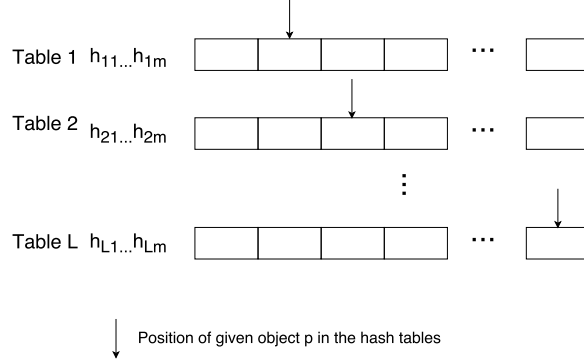 Table 1 h11...h1m ...
Table 2 h21...h2m ...
...
Table L hL1...hLm ...
Position of given object p in the hash tables